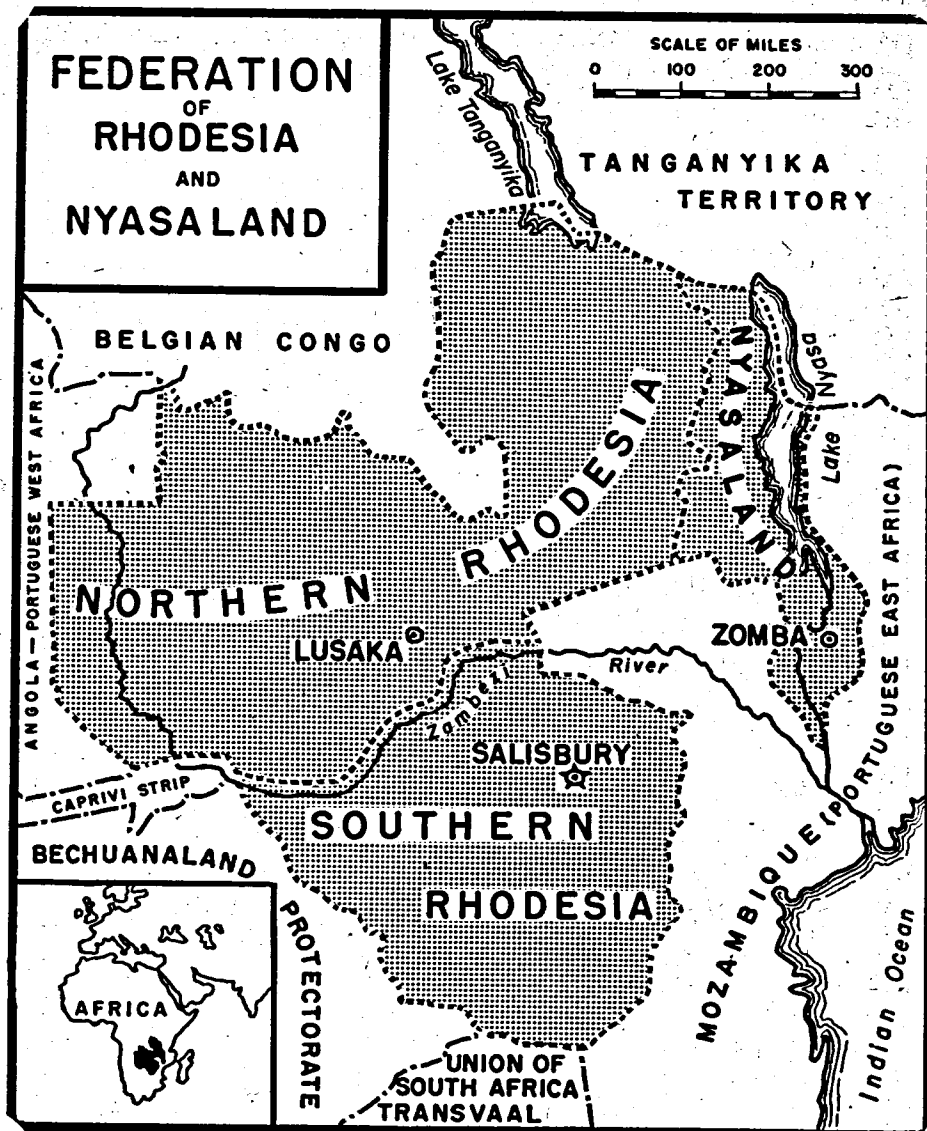 FEDERATION
OF
RHODESIA
AND
NYASALAND
SCALE OF MILES
0 100 200 300
Lake Tanganyika
TANGANYIKA
TERRITORY
BELGIAN CONGO
ANGOLA—PORTUGUESE WEST AFRICA
NYASALAND
Lake Nyasa
NORTHERN RHODESIA
LUSAKA
ZOMBA
Zambezi River
SALISBURY
CAPRIVI STRIP
SOUTHERN
RHODESIA
BECHUANALAND
PROTECTORATE
MOZAMBIQUE (PORTUGUESE EAST AFRICA)
Indian Ocean
AFRICA
UNION OF
SOUTH AFRICA
TRANSVAAL